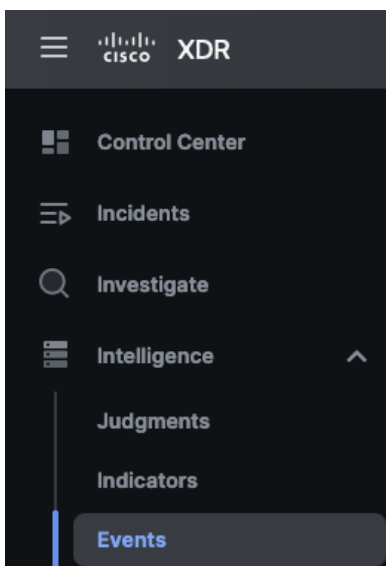 CISCO XDR
Control Center
Incidents
Investigate
Intelligence
Judgments
Indicators
Events